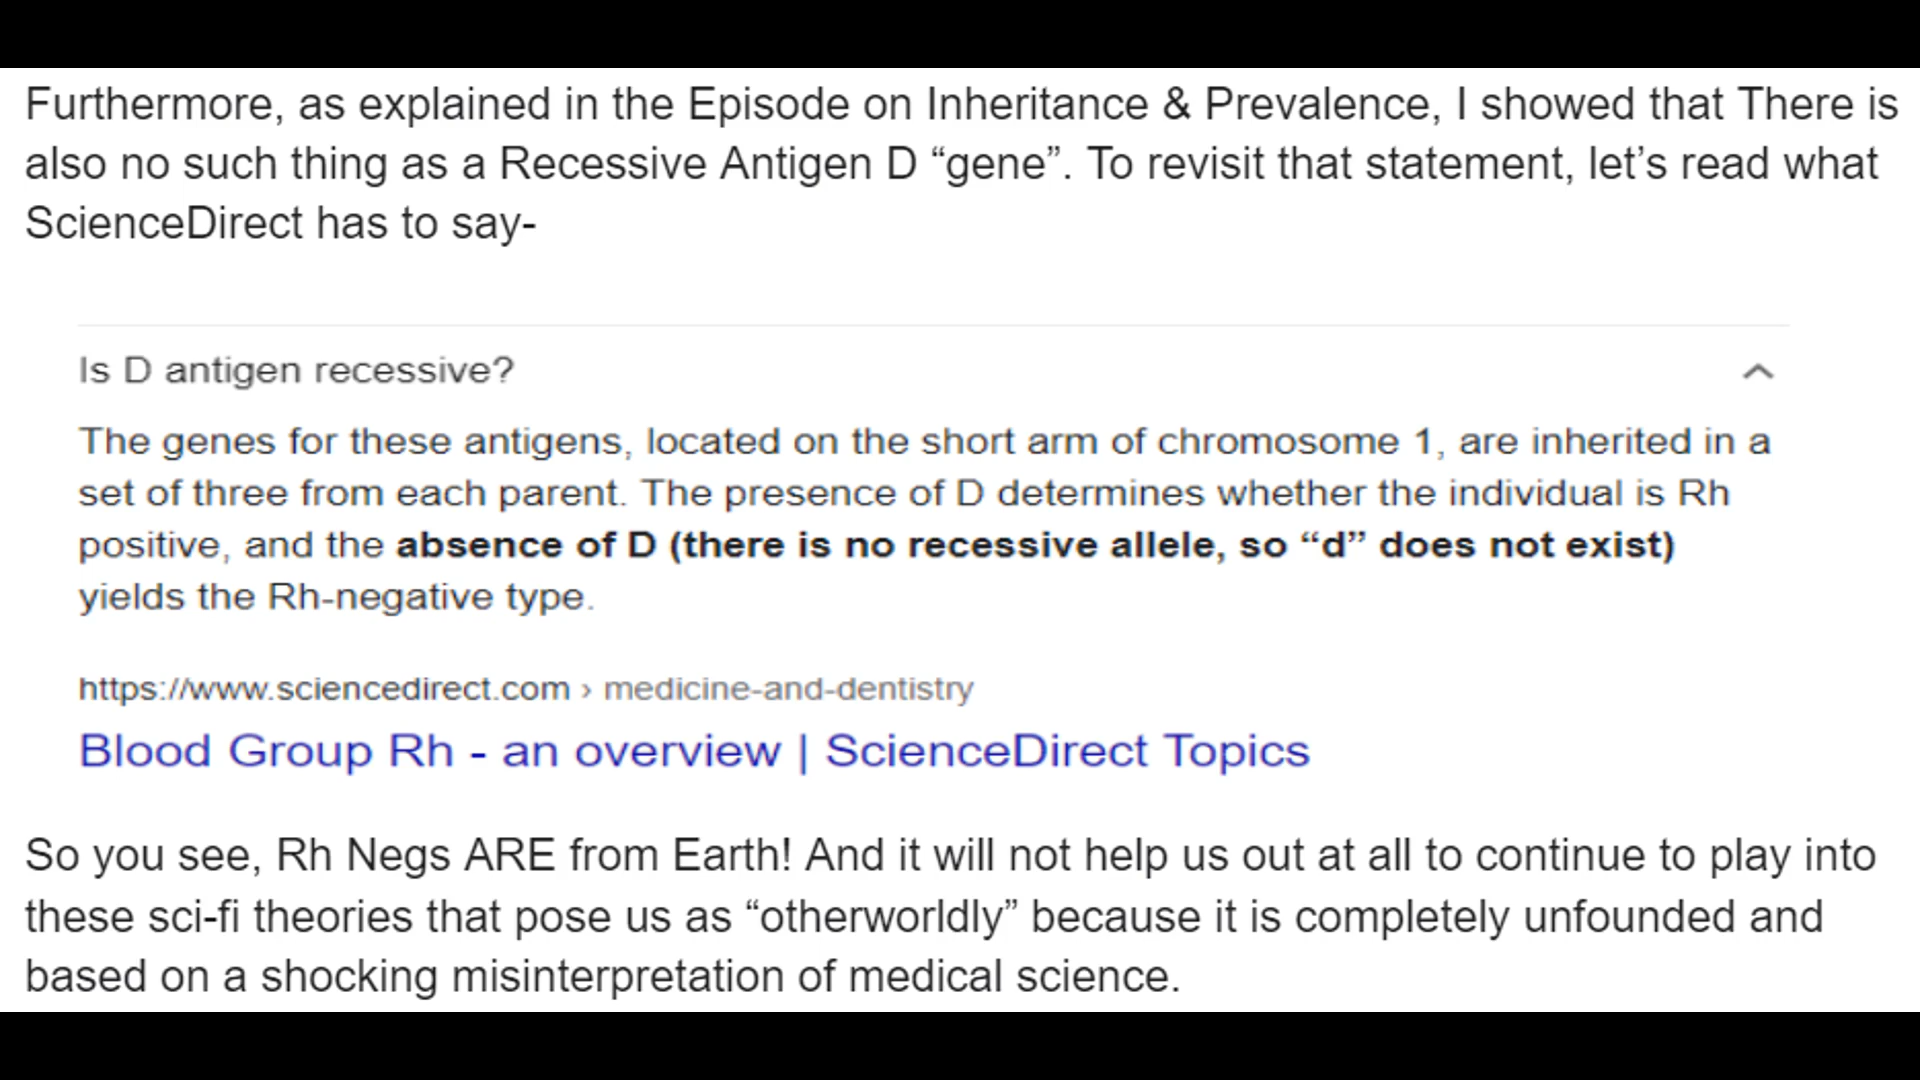 Furthermore, as explained in the Episode on Inheritance & Prevalence, I showed that There is
also no such thing as a Recessive Antigen D “gene”. To revisit that statement, let’s read what
ScienceDirect has to say-
Is D antigen recessive?
The genes for these antigens, located on the short arm of chromosome 1, are inherited in a
set of three from each parent. The presence of D determines whether the individual is Rh
positive, and the absence of D (there is no recessive allele, so “d” does not exist)
yields the Rh-negative type.
https://www.sciencedirect.com › medicine-and-dentistry
Blood Group Rh - an overview | ScienceDirect Topics
So you see, Rh Negs ARE from Earth! And it will not help us out at all to continue to play into
these sci-fi theories that pose us as “otherworldly” because it is completely unfounded and
based on a shocking misinterpretation of medical science.